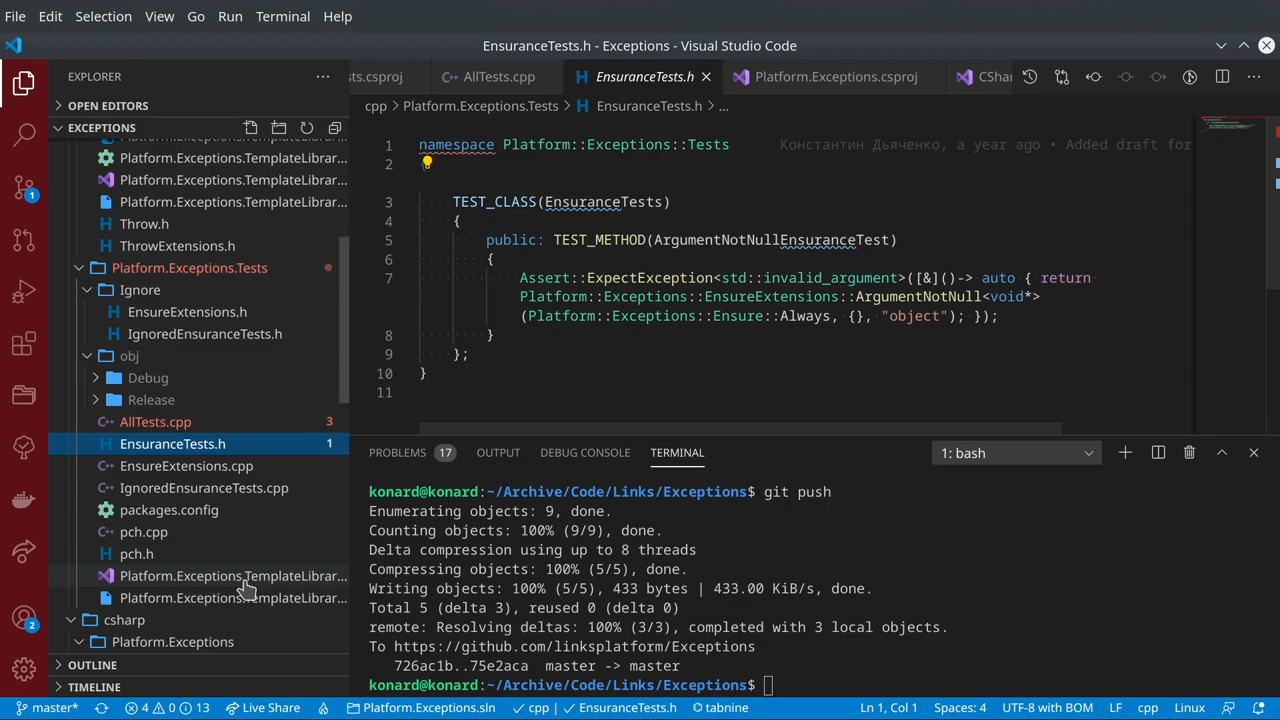 File Edit Selection View Go Run Terminal Help
EnsuranceTests.h - Exceptions - Visual Studio Code
EXPLORER
OPEN EDITORS
EXCEPTIONS
Platform.Exceptions.TemplateLibrar...
Platform.Exceptions.TemplateLibrar...
Platform.Exceptions.TemplateLibrar...
Throw.h
ThrowExtensions.h
Platform.Exceptions.Tests
Ignore
EnsureExtensions.h
IgnoredEnsuranceTests.h
obj
Debug
Release
AllTests.cpp 3
EnsuranceTests.h 1
EnsureExtensions.cpp
IgnoredEnsuranceTests.cpp
packages.config
pch.cpp
pch.h
Platform.Exceptions.TemplateLibrar...
Platform.Exceptions.TemplateLibrar...
csharp
Platform.Exceptions
OUTLINE
TIMELINE
1
2
sts.csproj AllTests.cpp EnsuranceTests.h Platform.Exceptions.csproj CShar
cpp > Platform.Exceptions.Tests > EnsuranceTests.h > ...
1 namespace Platform::Exceptions::Tests Константин Дьяченко, a year ago • Added draft for
2
3 TEST_CLASS(EnsuranceTests)
4 {
5 public: TEST_METHOD(ArgumentNotNullEnsuranceTest)
6 {
7 Assert::ExpectException<std::invalid_argument>([&]()-> auto { return
Platform::Exceptions::EnsureExtensions::ArgumentNotNull<void*>
(Platform::Exceptions::Ensure::Always, {}, "object"); });
8 }
9 };
10 }
11
PROBLEMS 17 OUTPUT DEBUG CONSOLE TERMINAL 1: bash
konard@konard:~/Archive/Code/Links/Exceptions$ git push
Enumerating objects: 9, done.
Counting objects: 100% (9/9), done.
Delta compression using up to 8 threads
Compressing objects: 100% (5/5), done.
Writing objects: 100% (5/5), 433 bytes | 433.00 KiB/s, done.
Total 5 (delta 3), reused 0 (delta 0)
remote: Resolving deltas: 100% (3/3), completed with 3 local objects.
To https://github.com/linksplatform/Exceptions
726ac1b..75e2aca master -> master
konard@konard:~/Archive/Code/Links/Exceptions$
master* 4 0 13 Live Share Platform.Exceptions.sln cpp | EnsuranceTests.h tabnine Ln 1, Col 1 Spaces: 4 UTF-8 with BOM LF cpp Linux